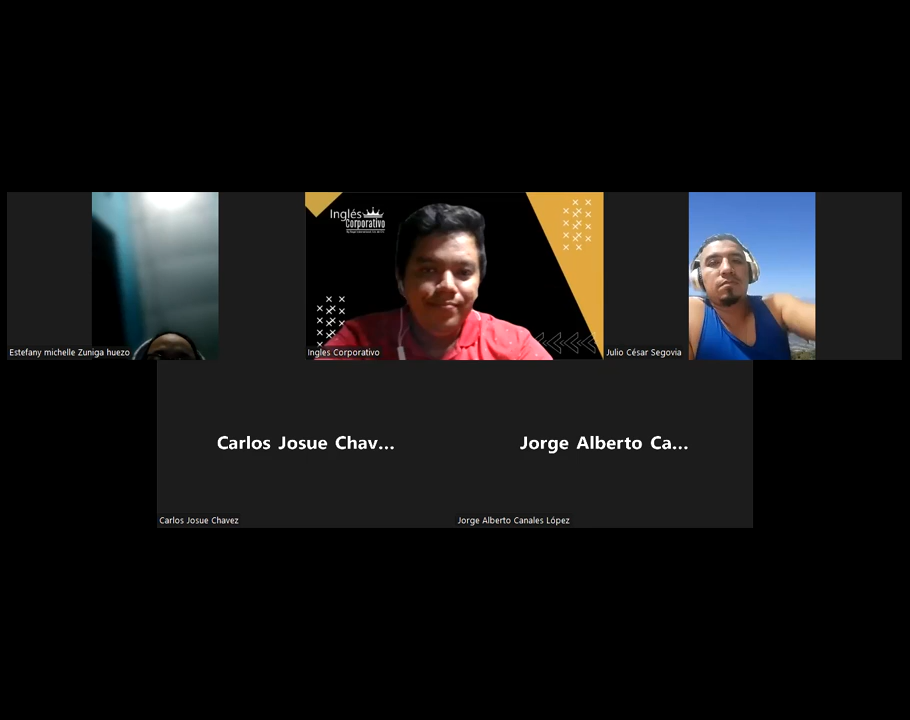 Inglés
Corporativo
Estefany michelle Zuniga huezo
Ingles Corporativo
Julio César Segovia
Carlos Josue Chav...
Jorge Alberto Ca...
Carlos Josue Chavez
Jorge Alberto Canales López